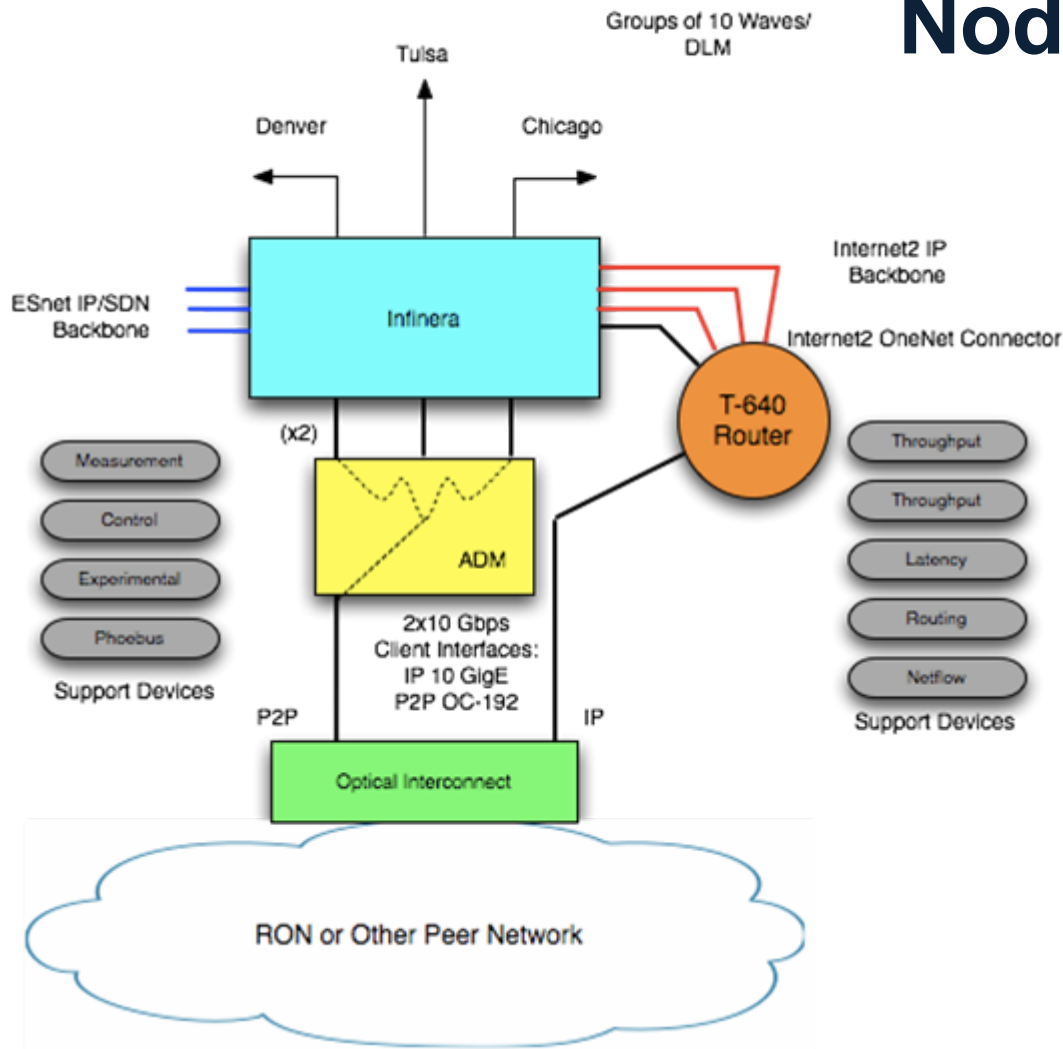 Nod
Groups of 10 Waves/
DLM
Tulsa
Denver
Chicago
Internet2 IP
Backbone
ESnet IP/SDN
Backbone
Infinera
Internet2 OneNet Connector
T-640
Router
(x2)
Measurement
Control
Experimental
Phoebus
Support Devices
ADM
2x10 Gbps
Client Interfaces:
IP 10 GigE
P2P OC-192
Throughput
Throughput
Latency
Routing
Netflow
Support Devices
P2P
IP
Optical Interconnect
RON or Other Peer Network